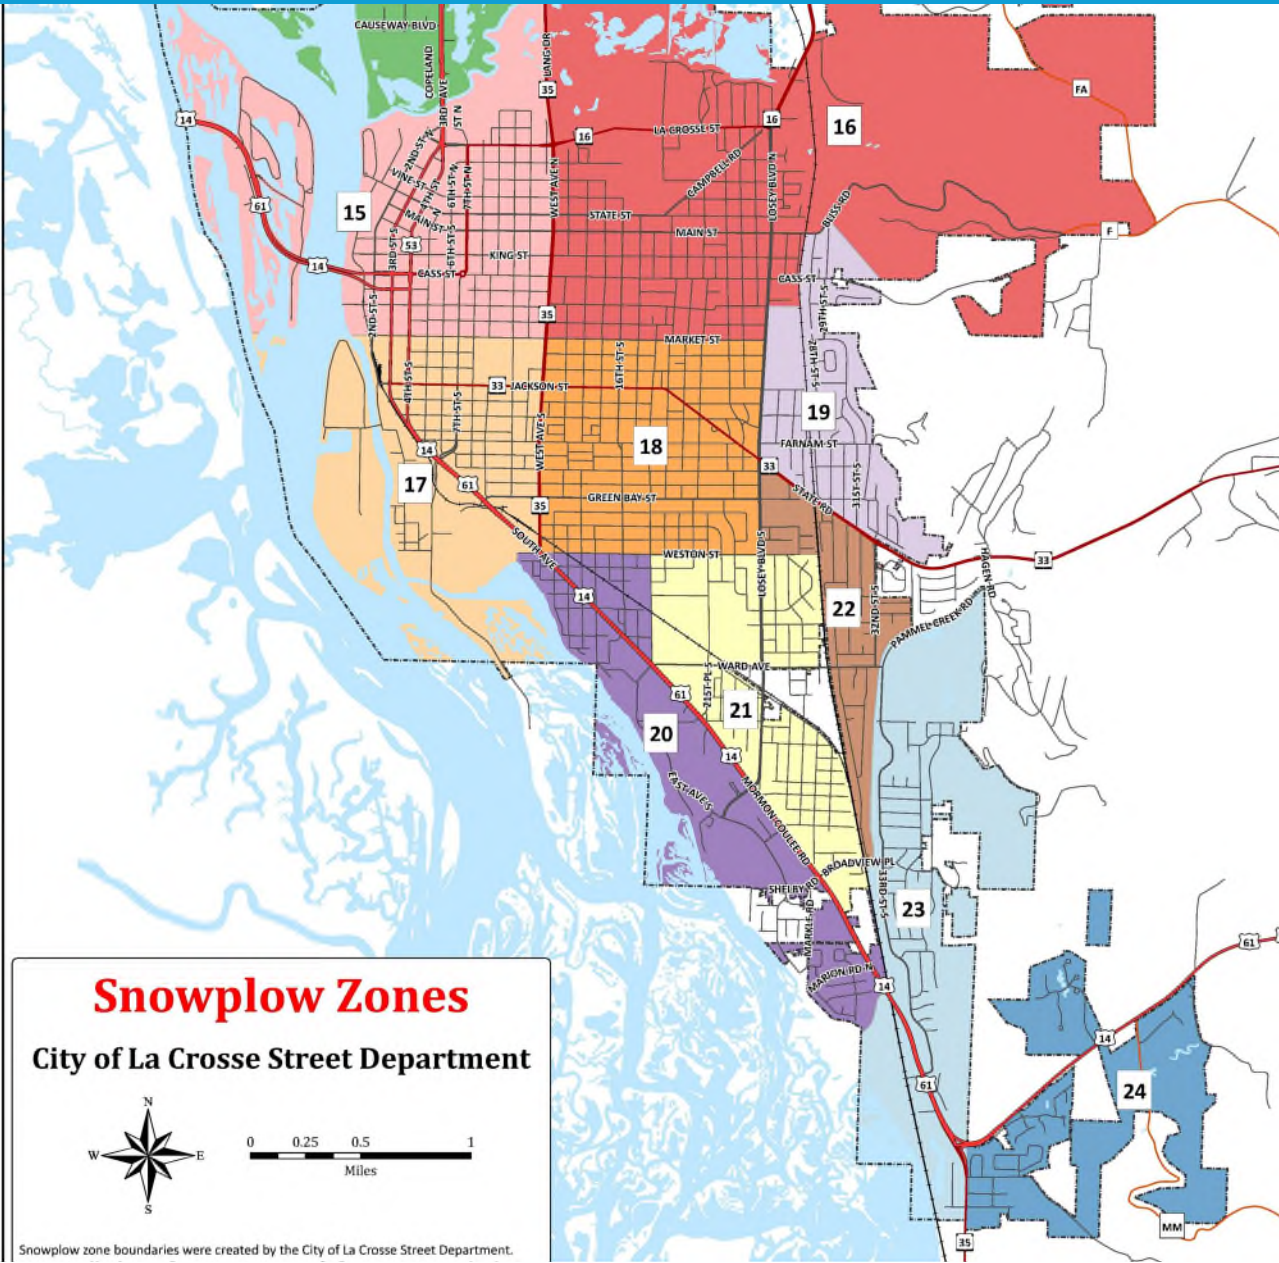 CAUSEWAY BLVD
COPELAND
3RD AVE
ST N
LANG DR
35
FA
14
16
16
LA CROSSE ST
16
2ND ST N
VINE ST
4TH ST N
6TH ST N
7TH ST N
WEST AVE N
CAMPBELL RD
LOSEY BLVD N
BLISS RD
61
15
MAIN ST
STATE ST
MAIN ST
F
53
3RD ST S
6TH ST S
KING ST
14
CASS ST
CASS ST
29TH ST S
2ND ST S
35
MARKET ST
28TH ST S
4TH ST S
33
JACKSON ST
16TH ST S
7TH ST S
19
WEST AVE S
18
FARNAM ST
14
33
17
61
31ST ST S
STATE RD
35
GREEN BAY ST
SOUTH AVE
WESTON ST
LOSEY BLVD S
33
HAGEN RD
14
22
32ND ST S
PAMMEL CREEK RD
WARD AVE
21ST PL S
61
21
20
14
EAST AVE S
MORMON COULEE RD
BROADVIEW PL
SHELBY RD
33RD ST S
MARKLE RD
23
61
MARION RD N
14
14
61
24
MM
35
Snowplow Zones
City of La Crosse Street Department
N
W E
S
0 0.25 0.5 1
Miles
Snowplow zone boundaries were created by the City of La Crosse Street Department.